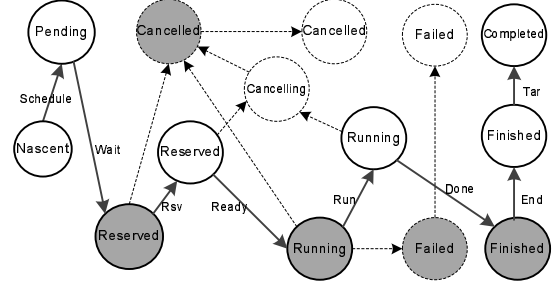 Pending
Cancelled
Cancelled
Failed
Completed
Schedule
Cancelling
Tar
Nascent
Wait
Reserved
Running
Finished
Rsv
Ready
Run
Done
End
Reserved
Running
Failed
Finished